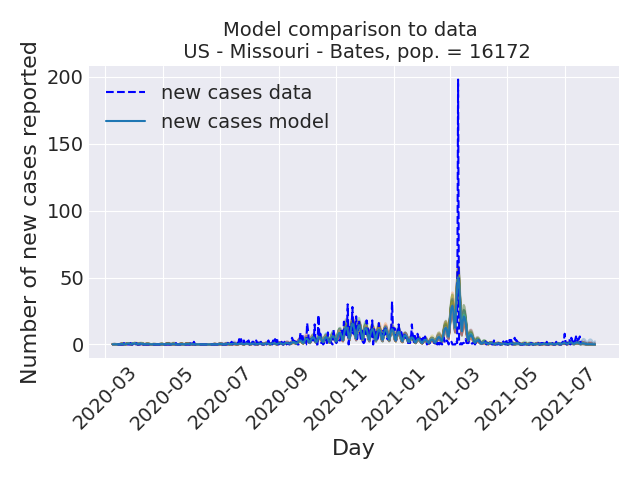 Model comparison to data
US - Missouri - Bates, pop. = 16172
Number of new cases reported
200
150
100
50
0
new cases data
new cases model
2020-03
2020-05
2020-07
2020-09
2020-11
2021-01
2021-03
2021-05
2021-07
Day